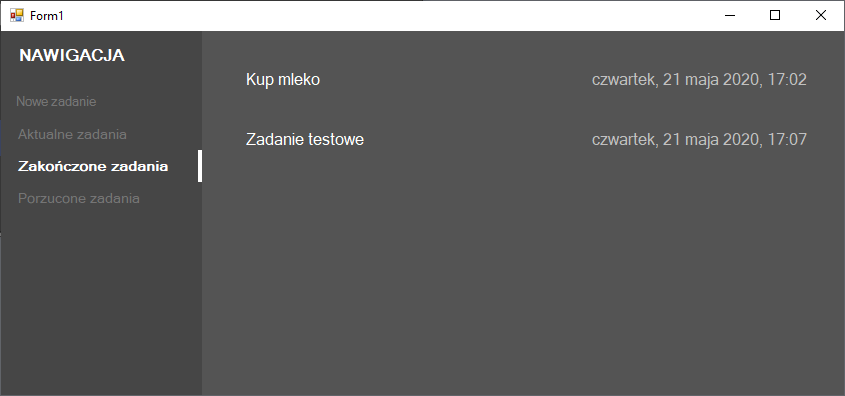 Form1
NAWIGACJA
Nowe zadanie
Aktualne zadania
Zakończone zadania
Porzucone zadania
Kup mleko czwartek, 21 maja 2020, 17:02
Zadanie testowe czwartek, 21 maja 2020, 17:07